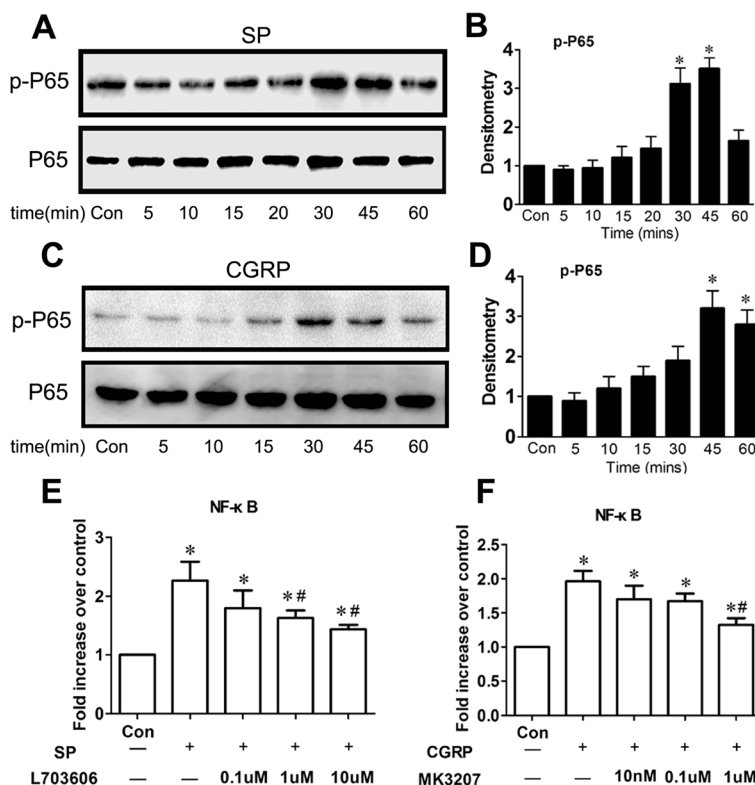 A
SP
p-P65
P65
time(min) Con 5 10 15 20 30 45 60
B
p-P65
Densitometry
4
3
2
1
0
* *
Con 5 10 15 20 30 45 60
Time (mins)
C
CGRP
p-P65
P65
time(min) Con 5 10 15 30 45 60
D
p-P65
Densitometry
4
3
2
1
0
* *
Con 5 10 15 30 45 60
Time (mins)
E
NF-κ B
Fold increase over control
3
2
1
0
* * *# *#
Con
SP — + + + +
L703606 — — 0.1uM 1uM 10uM
F
NF-κ B
Fold increase over control
2.5
2.0
1.5
1.0
0.5
0.0
* * * *#
Con
CGRP — + + + +
MK3207 — — 10nM 0.1uM 1uM